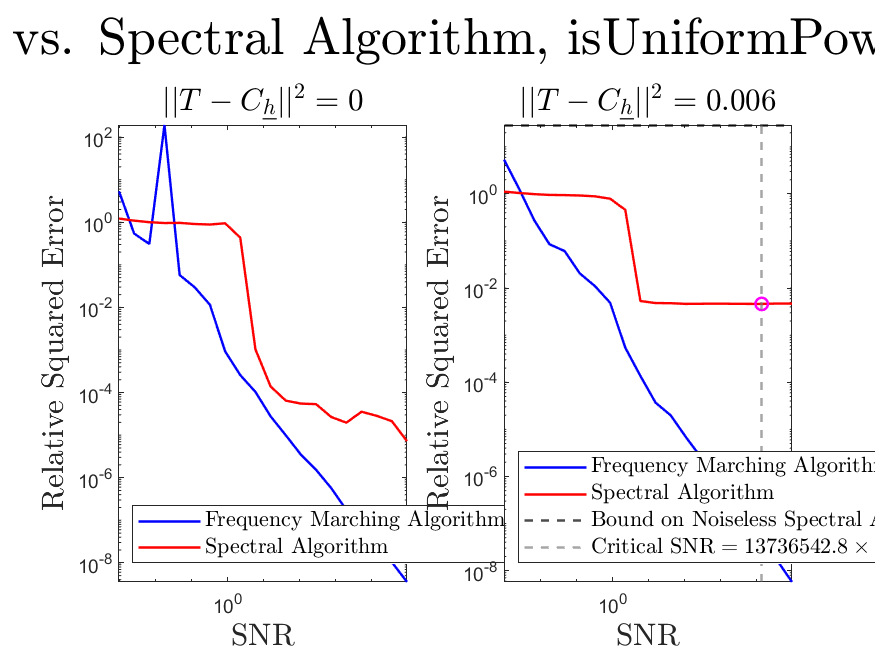 vs. Spectral Algorithm, isUniformPow
||T − C_h||² = 0
||T − C_h||² = 0.006
Relative Squared Error
10²
10⁰
10⁻²
10⁻⁴
10⁻⁶
10⁻⁸
Frequency Marching Algorithm
Spectral Algorithm
10⁰
SNR
Relative Squared Error
10⁰
10⁻²
10⁻⁴
10⁻⁶
10⁻⁸
Frequency Marching Algorithm
Spectral Algorithm
Bound on Noiseless Spectral A
Critical SNR = 13736542.8 ×
10⁰
SNR